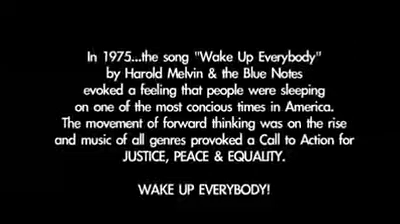 In 1975...the song "Wake Up Everybody"
by Harold Melvin & the Blue Notes
evoked a feeling that people were sleeping
on one of the most concious times in America.
The movement of forward thinking was on the rise
and music of all genres provoked a Call to Action for
JUSTICE, PEACE & EQUALITY.
WAKE UP EVERYBODY!